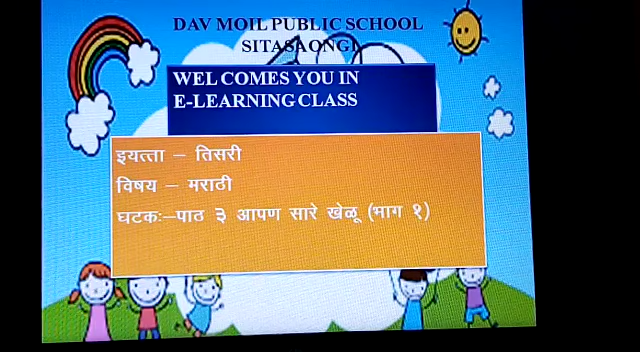 DAV MOIL PUBLIC SCHOOL
SITASAONGI
WEL COMES YOU IN
E-LEARNING CLASS
इयत्ता – तिसरी
विषय – मराठी
घटकः–पाठ ३ आपण सारे खेळू (भाग १)